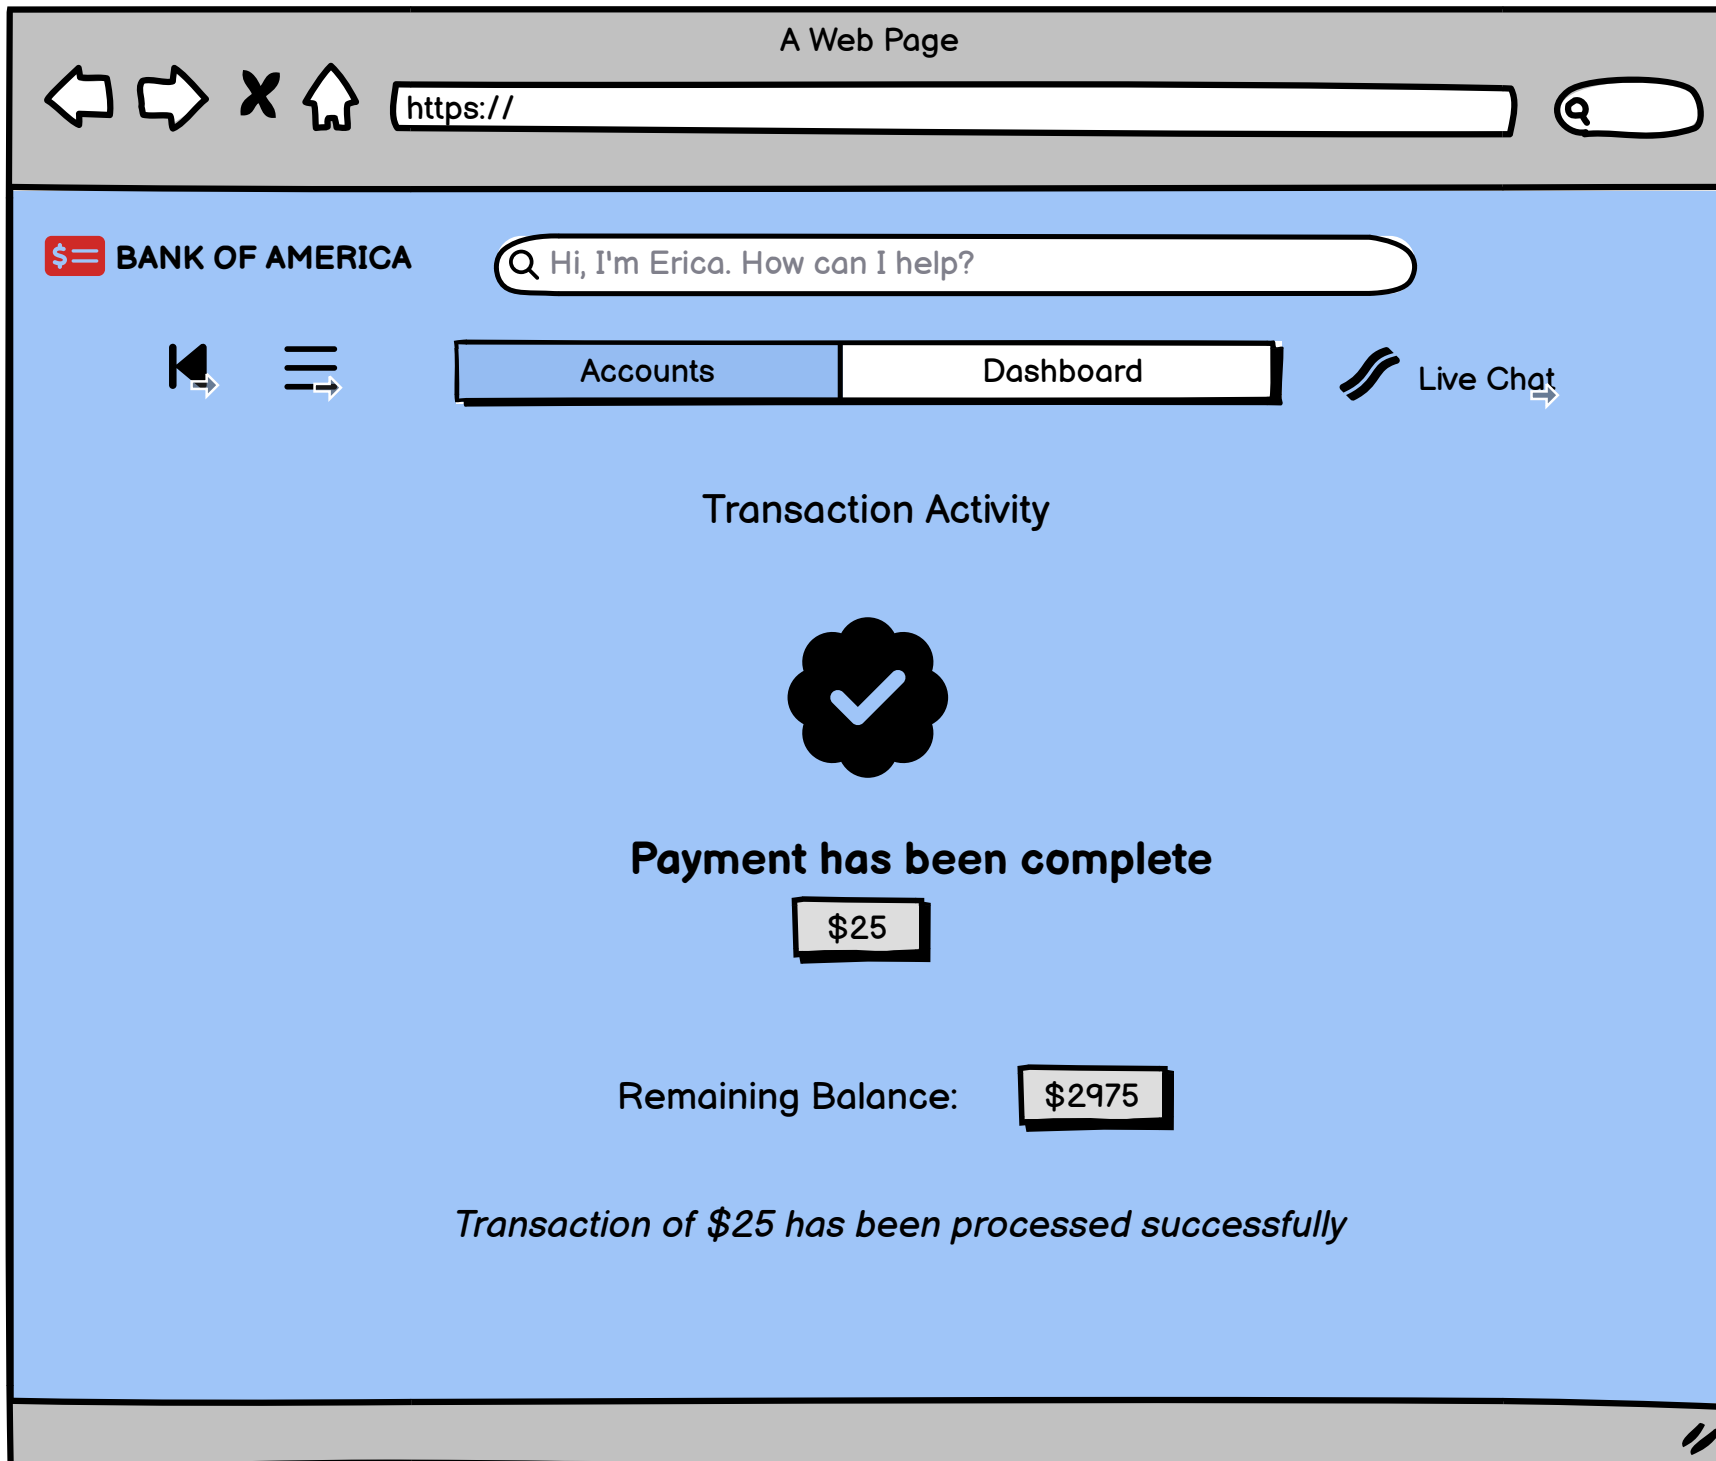 A Web Page
https://
$ BANK OF AMERICA
Hi, I'm Erica. How can I help?
Accounts
Dashboard
Live Chat
Transaction Activity
Payment has been complete
$25
Remaining Balance:
$2975
Transaction of $25 has been processed successfully